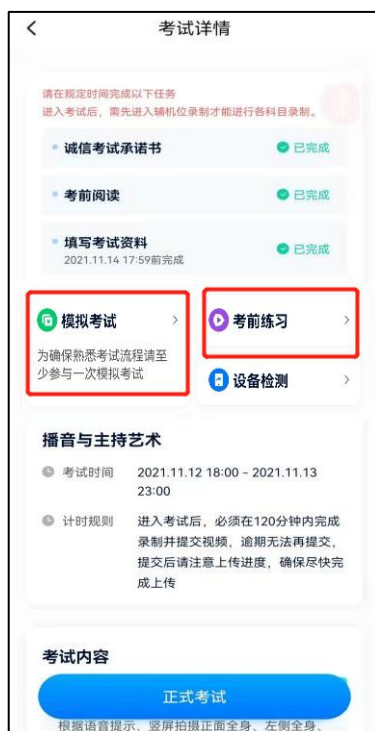 考试详情
请在规定时间完成以下任务
进入考试后，需先进入辅机位录制才能进行各科目录制。
诚信考试承诺书 已完成
考前阅读 已完成
填写考试资料 已完成
2021.11.14 17:59前完成
模拟考试
为确保熟悉考试流程请至
少参与一次模拟考试
考前练习
设备检测
播音与主持艺术
考试时间 2021.11.12 18:00 - 2021.11.13
23:00
计时规则 进入考试后，必须在120分钟内完成
录制并提交视频，逾期无法再提交，
提交后请注意上传进度，确保尽快完
成上传
考试内容
正式考试
根据语音提示，竖屏拍摄正面全身、左侧全身、